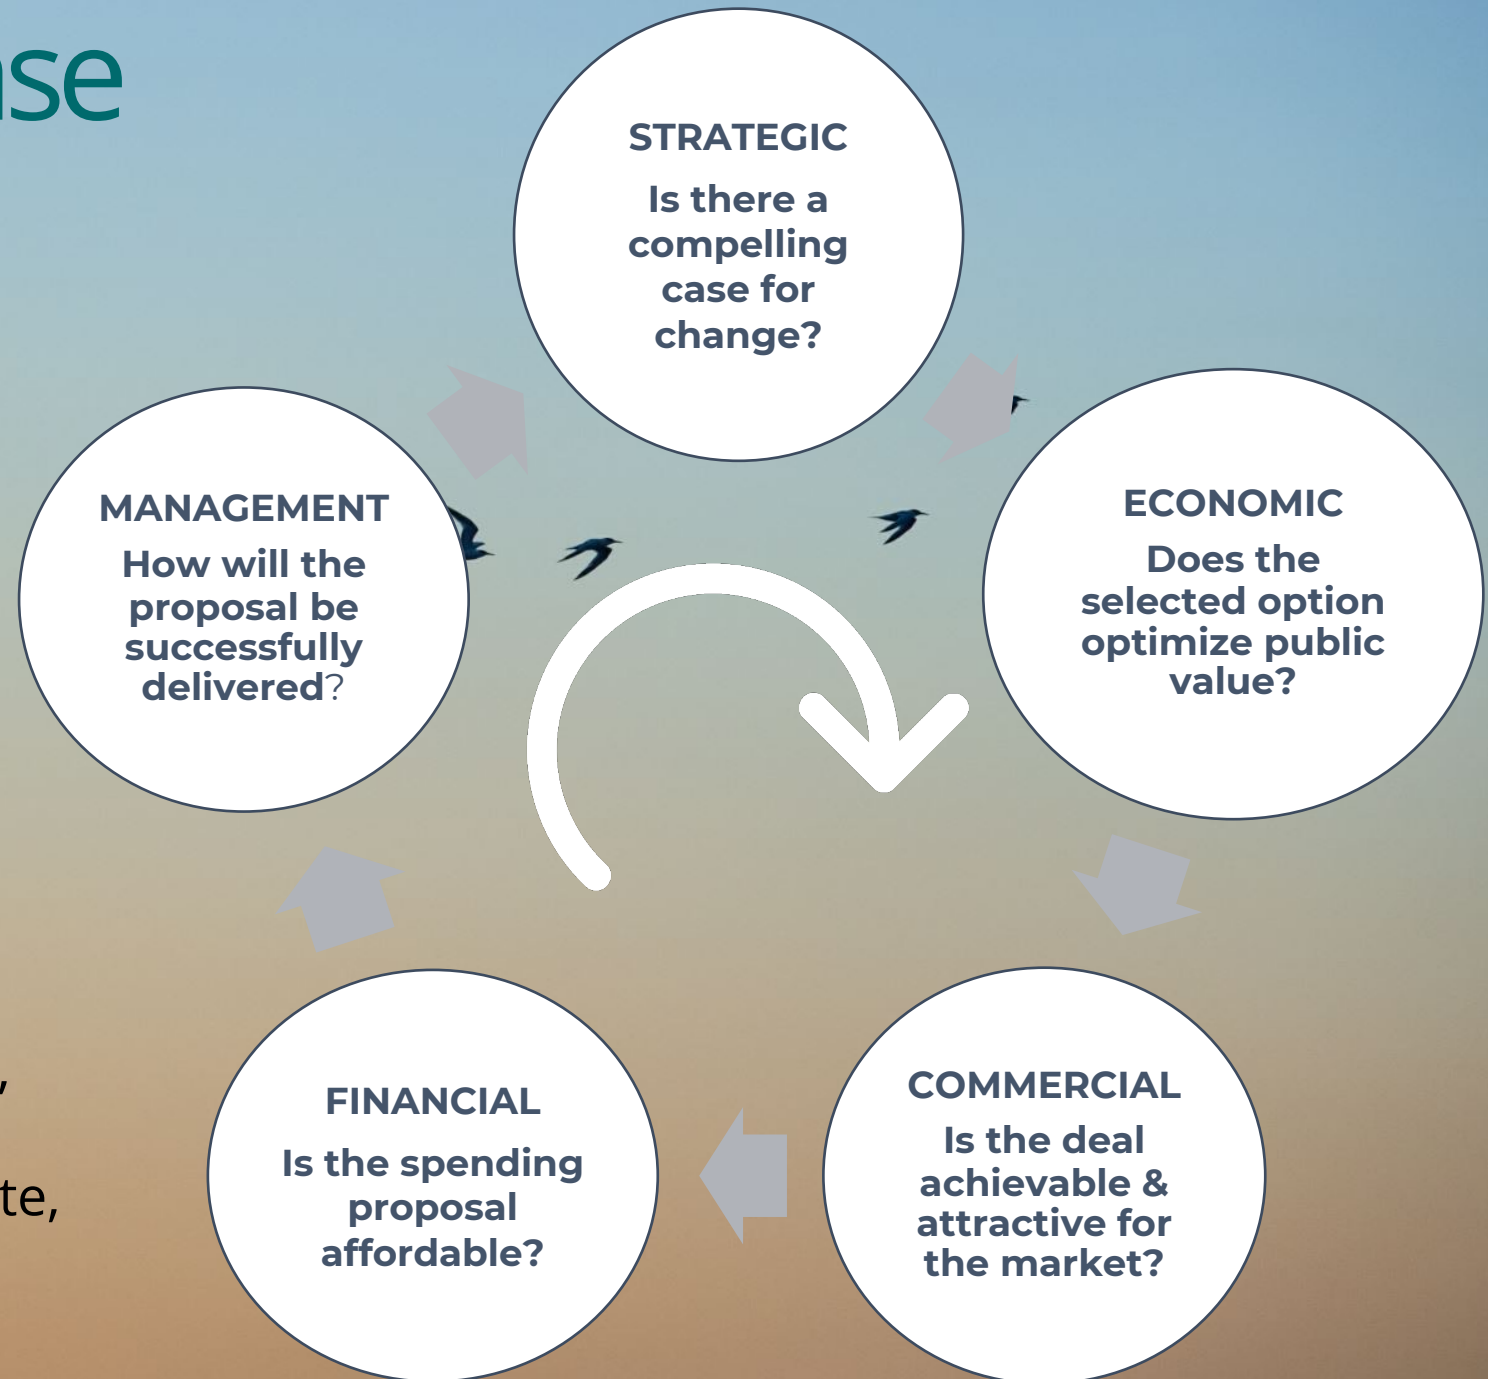 ase
STRATEGIC
Is there a
compelling
case for
change?
MANAGEMENT
How will the
proposal be
successfully
delivered?
ECONOMIC
Does the
selected option
optimize public
value?
FINANCIAL
Is the spending
proposal
affordable?
COMMERCIAL
Is the deal
achievable &
attractive for
the market?
,
te,